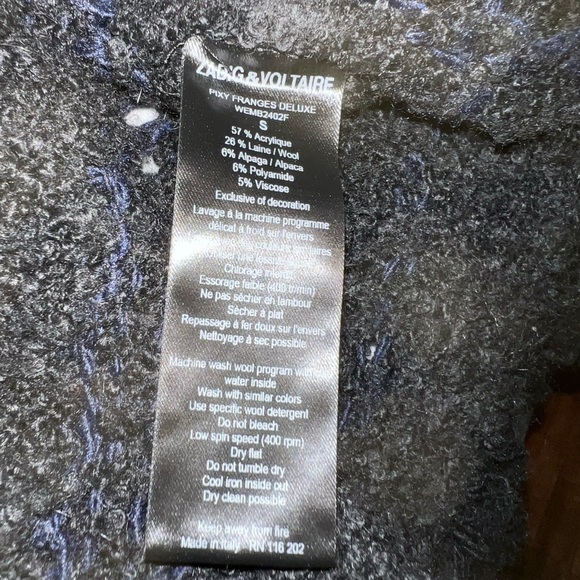 ZADIG & VOLTAIRE
PIXY FRANGES DELUXE
WEMB2402F
S
57 % Acrylique
26 % Laine / Wool
6% Alpaga / Alpaca
6% Polyamide
5% Viscose
Exclusive of decoration
Lavage à la machine programme
délicat à froid sur l'envers
Chlorage interdit
Essorage faible (400 tr/min)
Ne pas sécher en tambour
Sécher à plat
Repassage à fer doux sur l'envers
Nettoyage à sec possible
Machine wash wool program with
water inside
Wash with similar colors
Use specific wool detergent
Do not bleach
Low spin speed (400 rpm)
Dry flat
Do not tumble dry
Cool iron inside out
Dry clean possible
Keep away from fire
Made in Italy - RN 116 202